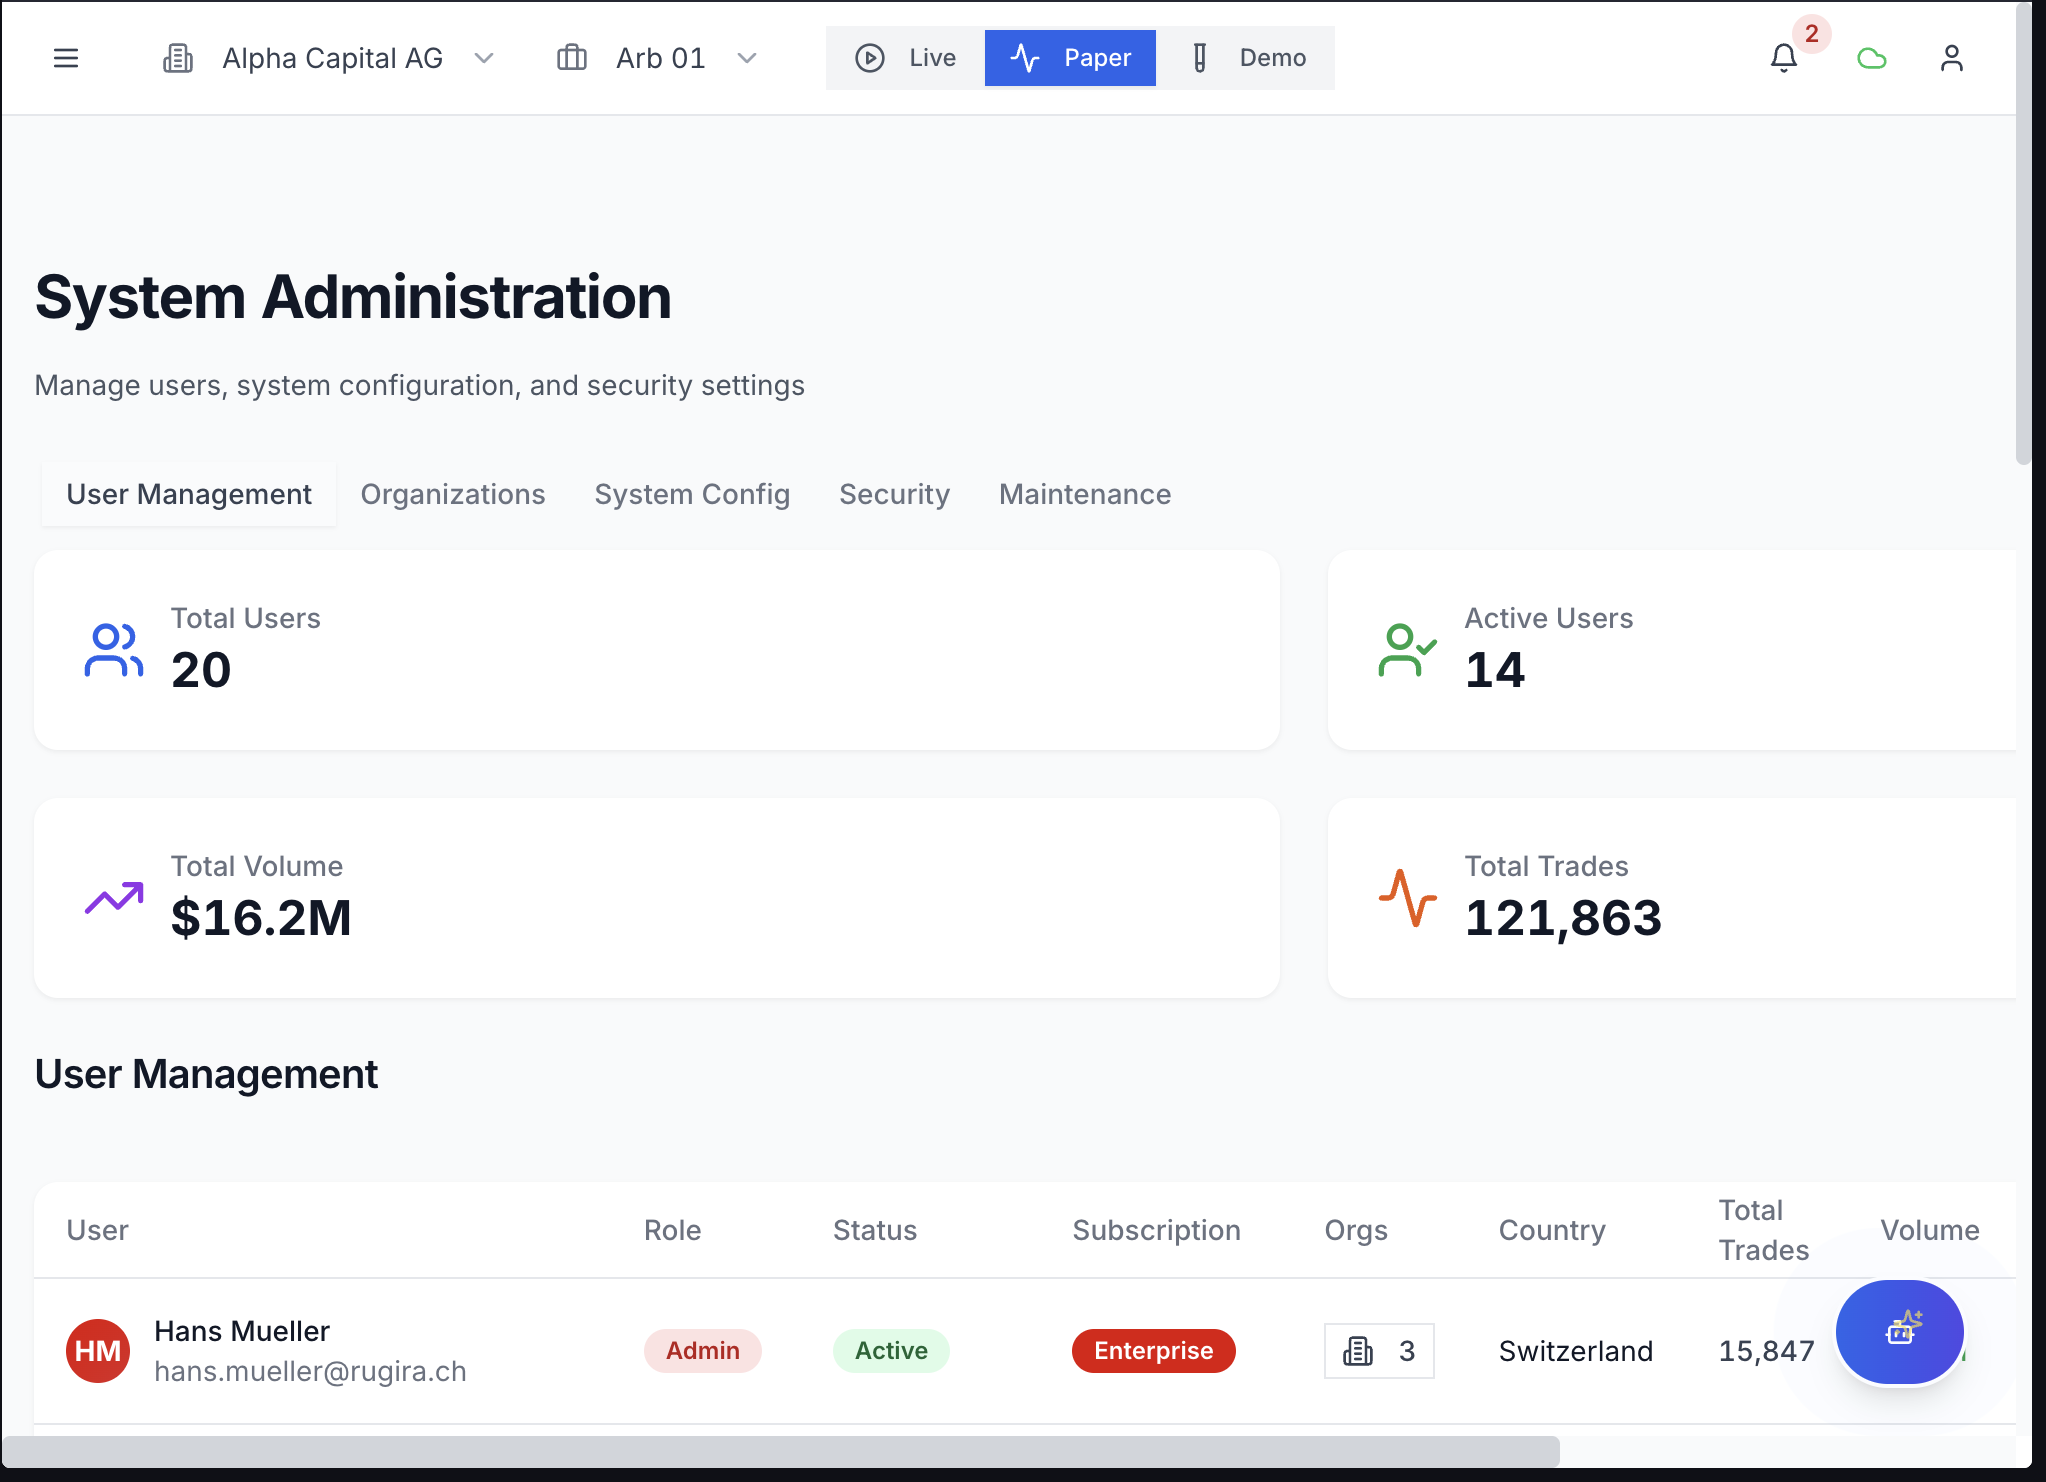 Alpha Capital AG
Arb 01
Live
Paper
Demo
2
System Administration
Manage users, system configuration, and security settings
User Management
Organizations
System Config
Security
Maintenance
Total Users
20
Active Users
14
Total Volume
$16.2M
Total Trades
121,863
User Management
User
Role
Status
Subscription
Orgs
Country
Total
Trades
Volume
HM
Hans Mueller
hans.mueller@rugira.ch
Admin
Active
Enterprise
3
Switzerland
15,847